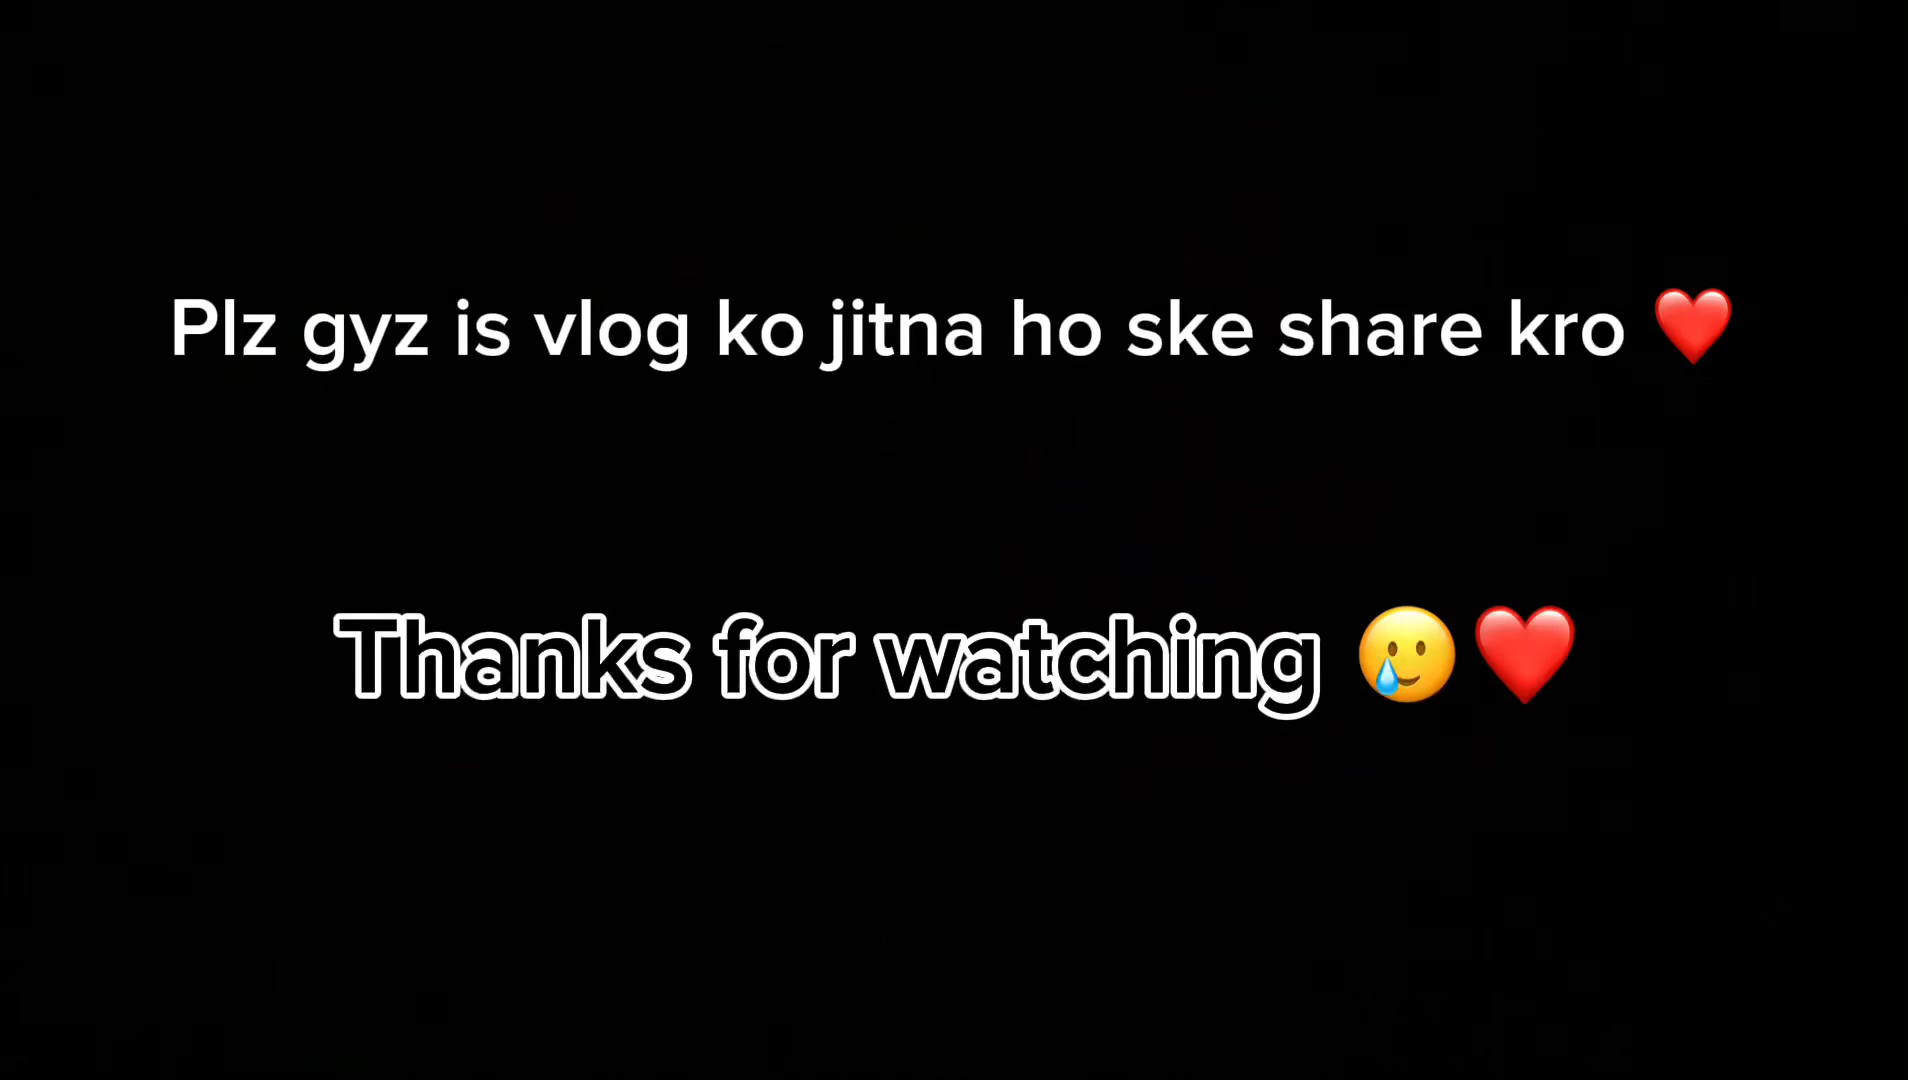 Plz gyz is vlog ko jitna ho ske share kro ❤️
Thanks for watching 🥲❤️